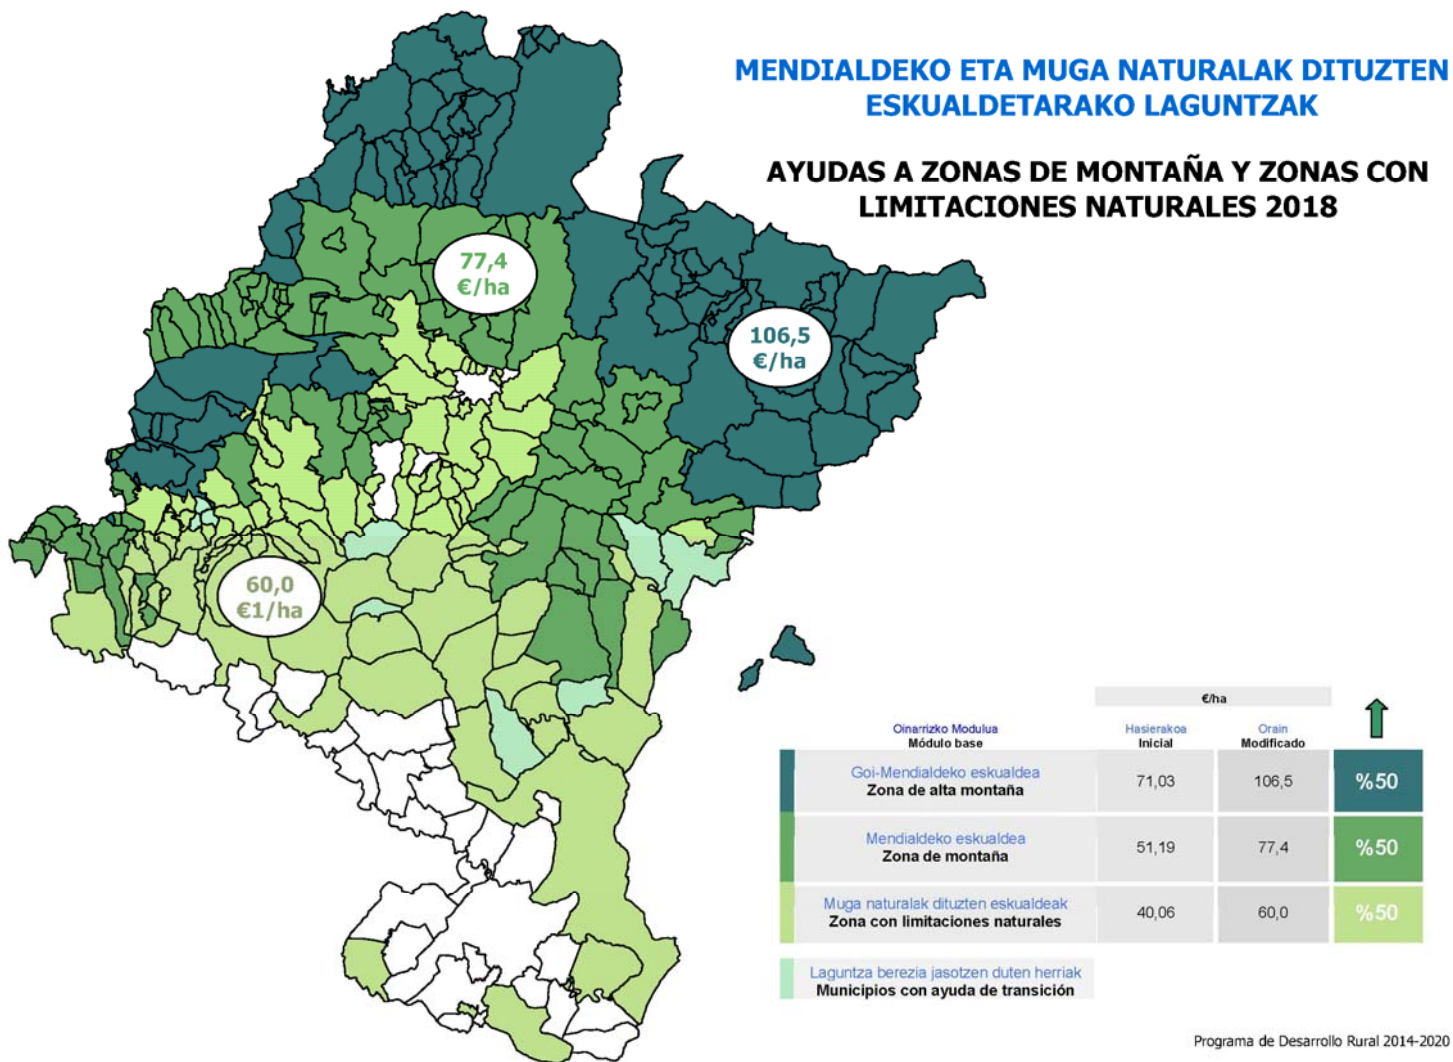 MENDIALDEKO ETA MUGA NATURALAK DITUZTEN
ESKUALDETARAKO LAGUNTZAK
AYUDAS A ZONAS DE MONTAÑA Y ZONAS CON
LIMITACIONES NATURALES 2018
77,4
€/ha
106,5
€/ha
60,0
€1/ha
€/ha
Oinarrizko Modulua
Módulo base
Hasierakoa
Inicial
Orain
Modificado
Goi-Mendialdeko eskualdea
Zona de alta montaña
71,03
106,5
%50
Mendialdeko eskualdea
Zona de montaña
51,19
77,4
%50
Muga naturalak dituzten eskualdeak
Zona con limitaciones naturales
40,06
60,0
%50
Laguntza berezia jasotzen duten herriak
Municipios con ayuda de transición
Programa de Desarrollo Rural 2014-2020